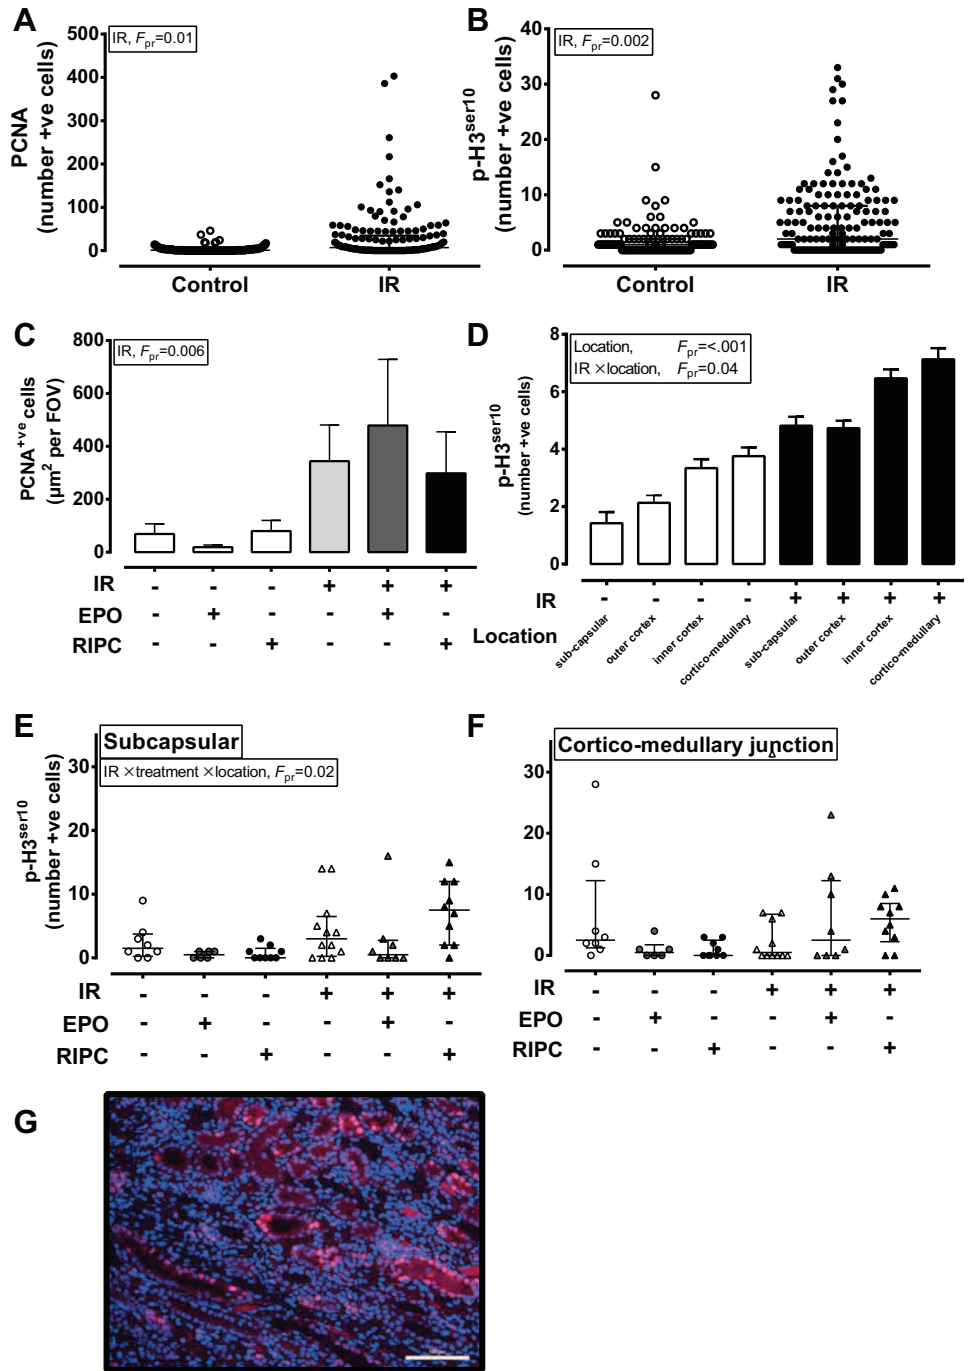 A
IR, Fpr=0.01
PCNA
(number +ve cells)
500
400
300
200
100
0
Control
IR
B
IR, Fpr=0.002
p-H3ser10
(number +ve cells)
40
30
20
10
0
Control
IR
C
IR, Fpr=0.006
PCNA+ve cells
(µm2 per FOV)
800
600
400
200
0
IR - - - + + +
EPO - + - - + -
RIPC - - + - - +
D
Location, Fpr=<.001
IR ×location, Fpr=0.04
p-H3ser10
(number +ve cells)
8
6
4
2
0
IR - - - - + + + +
Location sub-capsular outer cortex inner cortex cortico-medullary sub-capsular outer cortex inner cortex cortico-medullary
E
Subcapsular
IR ×treatment ×location, Fpr=0.02
p-H3ser10
(number +ve cells)
30
20
10
0
IR - - - + + +
EPO - + - - + -
RIPC - - + - - +
F
Cortico-medullary junction
30
20
10
0
IR - - - + + +
EPO - + - - + -
RIPC - - + - - +
G